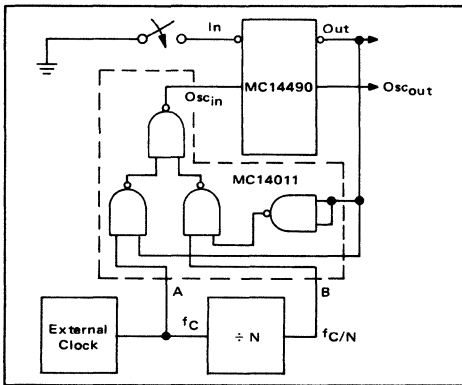 In
Out
MC14490
Osc_in
Osc_out
MC14011
A
B
External
Clock
f_C
÷ N
f_C/N